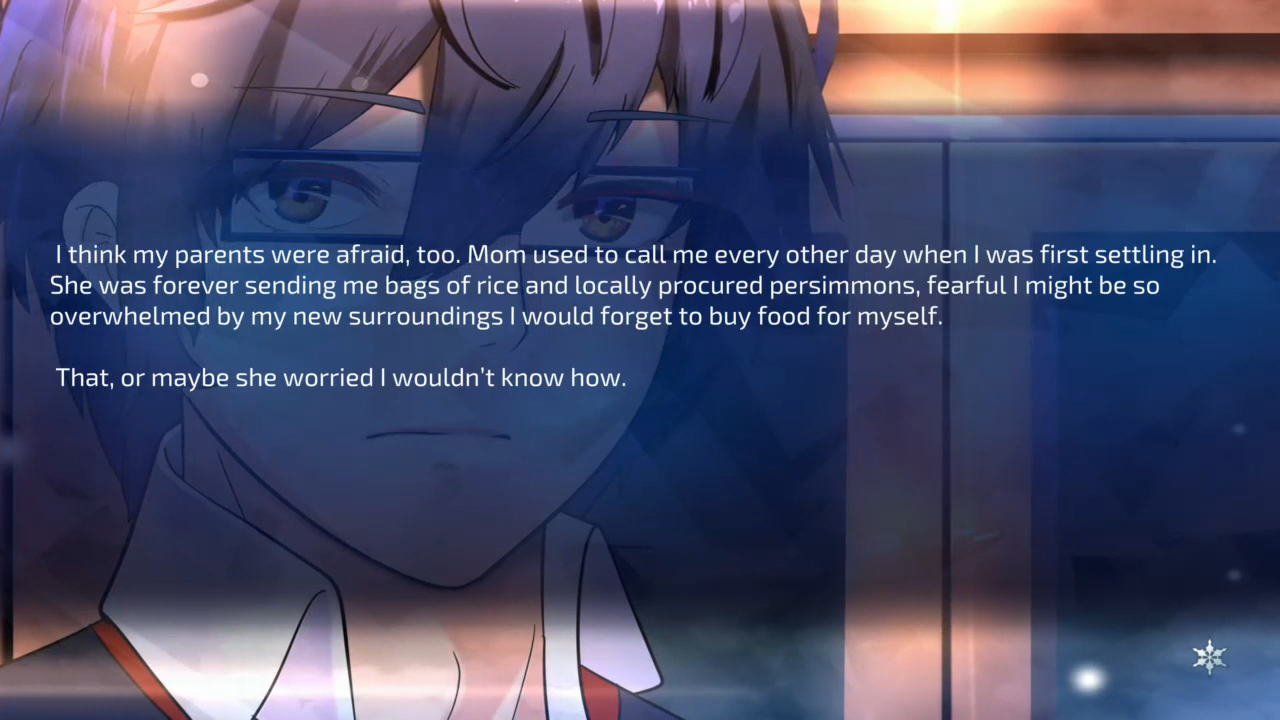 I think my parents were afraid, too. Mom used to call me every other day when I was first settling in.
She was forever sending me bags of rice and locally procured persimmons, fearful I might be so
overwhelmed by my new surroundings I would forget to buy food for myself.
That, or maybe she worried I wouldn't know how.